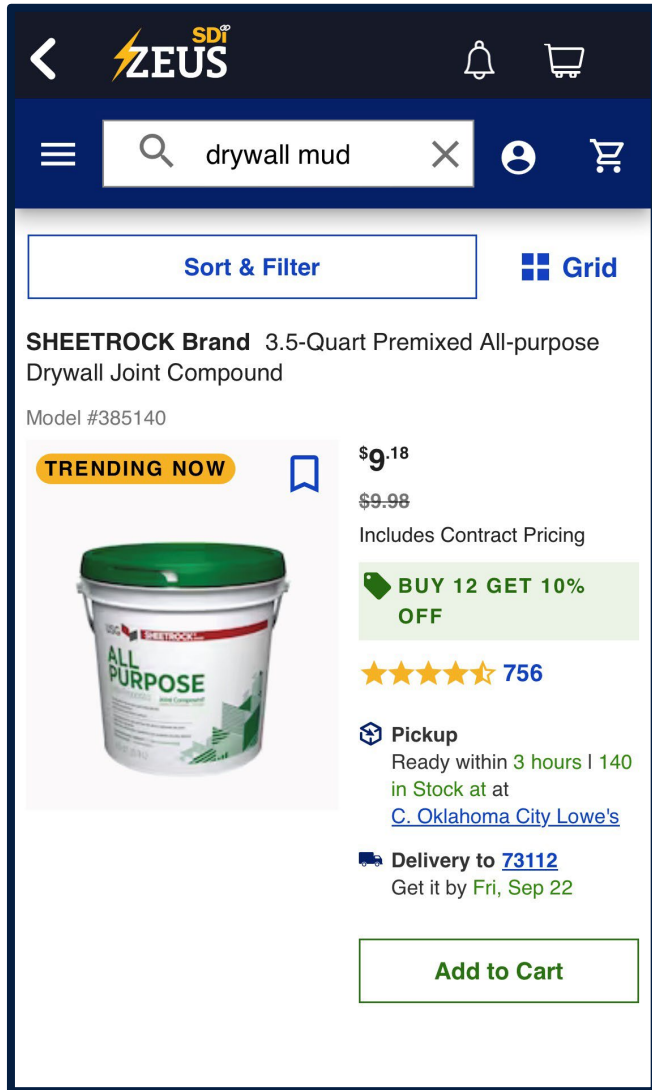 SDi
ZEUS
drywall mud
Sort & Filter
Grid
SHEETROCK Brand 3.5-Quart Premixed All-purpose
Drywall Joint Compound
Model #385140
TRENDING NOW
$9.18
$9.98
Includes Contract Pricing
BUY 12 GET 10%
OFF
756
USG SHEETROCK
ALL
PURPOSE
Joint Compound
Pickup
Ready within 3 hours | 140
in Stock at at
C. Oklahoma City Lowe's
Delivery to 73112
Get it by Fri, Sep 22
Add to Cart